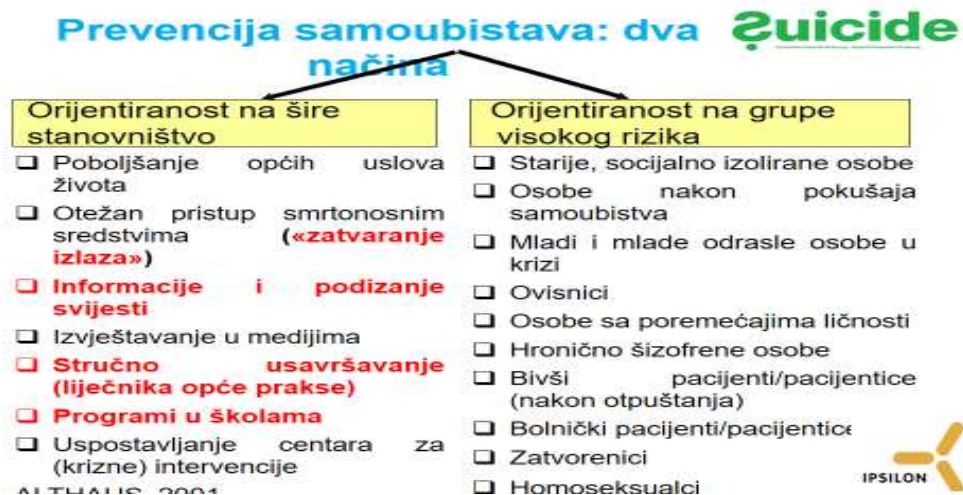 Prevencija samoubistava: dva
načina
Suicide
Orijentiranost na šire
stanovništvo
❑ Poboljšanje općih uslova
života
❑ Otežan pristup smrtonosnim
sredstvima («zatvaranje
izlaza»)
❑ Informacije i podizanje
svijesti
❑ Izvještavanje u medijima
❑ Stručno usavršavanje
(liječnika opće prakse)
❑ Programi u školama
❑ Uspostavljanje centara za
(krizne) intervencije
ALTHAUS, 2001
Orijentiranost na grupe
visokog rizika
❑ Starije, socijalno izolirane osobe
❑ Osobe nakon pokušaja
samoubistva
❑ Mladi i mlade odrasle osobe u
krizi
❑ Ovisnici
❑ Osobe sa poremećajima ličnosti
❑ Hronično šizofrene osobe
❑ Bivši pacijenti/pacijentice
(nakon otpuštanja)
❑ Bolnički pacijenti/pacijentice
❑ Zatvorenici
❑ Homoseksualci
IPSILON